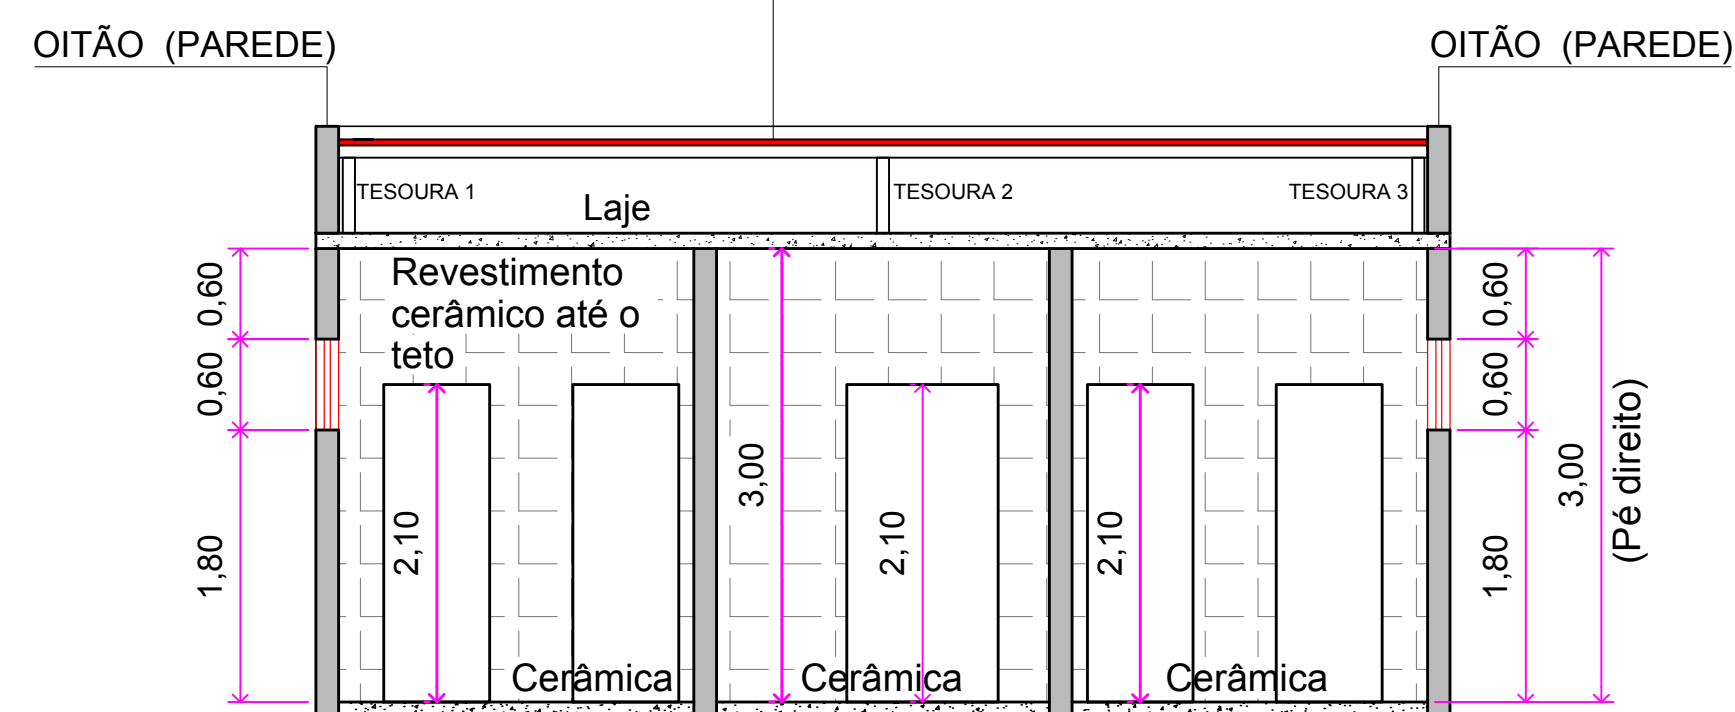 OITÃO (PAREDE)
OITÃO (PAREDE)
TESOURA 1
TESOURA 2
TESOURA 3
Laje
Revestimento
cerâmico até o
teto
0,60
0,60
1,80
2,10
3,00
2,10
2,10
0,60
0,60
1,80
3,00
(Pé direito)
Cerâmica
Cerâmica
Cerâmica